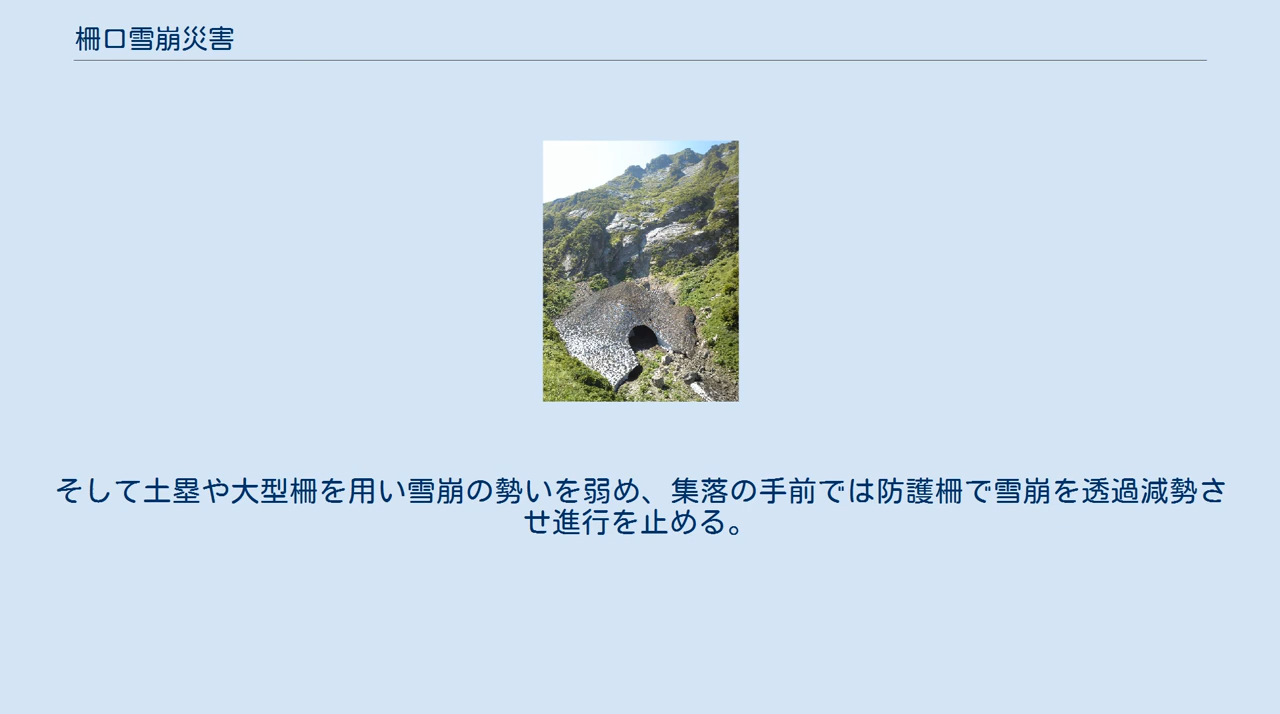 柵口雪崩災害
そして土塁や大型柵を用い雪崩の勢いを弱め、集落の手前では防護柵で雪崩を透過減勢さ
せ進行を止める。